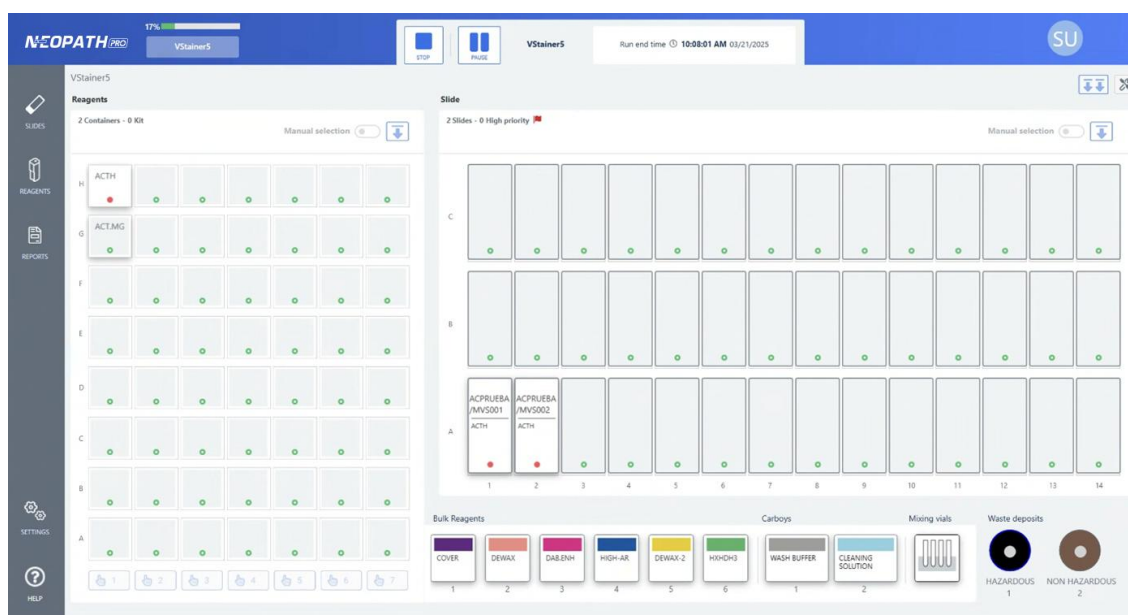 NEOPATH PRO
17%
VStainer5
STOP
PAUSE
VStainer5
Run end time 10:08:01 AM 03/21/2025
SU
SLIDES
REAGENTS
REPORTS
SETTINGS
HELP
VStainer5
Reagents
2 Containers - 0 Kit
Manual selection
H
ACTH
G
ACT.MG
F
E
D
C
B
A
1 2 3 4 5 6 7
Slide
2 Slides - 0 High priority
Manual selection
C
B
A
ACPRUEBA ACPRUEBA
/MVS001 /MVS002
ACTH ACTH
1 2 3 4 5 6 7 8 9 10 11 12 13 14
Bulk Reagents
COVER DEWAX DAB.ENH HIGH-AR DEWAX-2 HXHDH3
1 2 3 4 5 6
Carboys
WASH BUFFER CLEANING
SOLUTION
1 2
Mixing vials
Waste deposits
HAZARDOUS NON HAZARDOUS
1 2